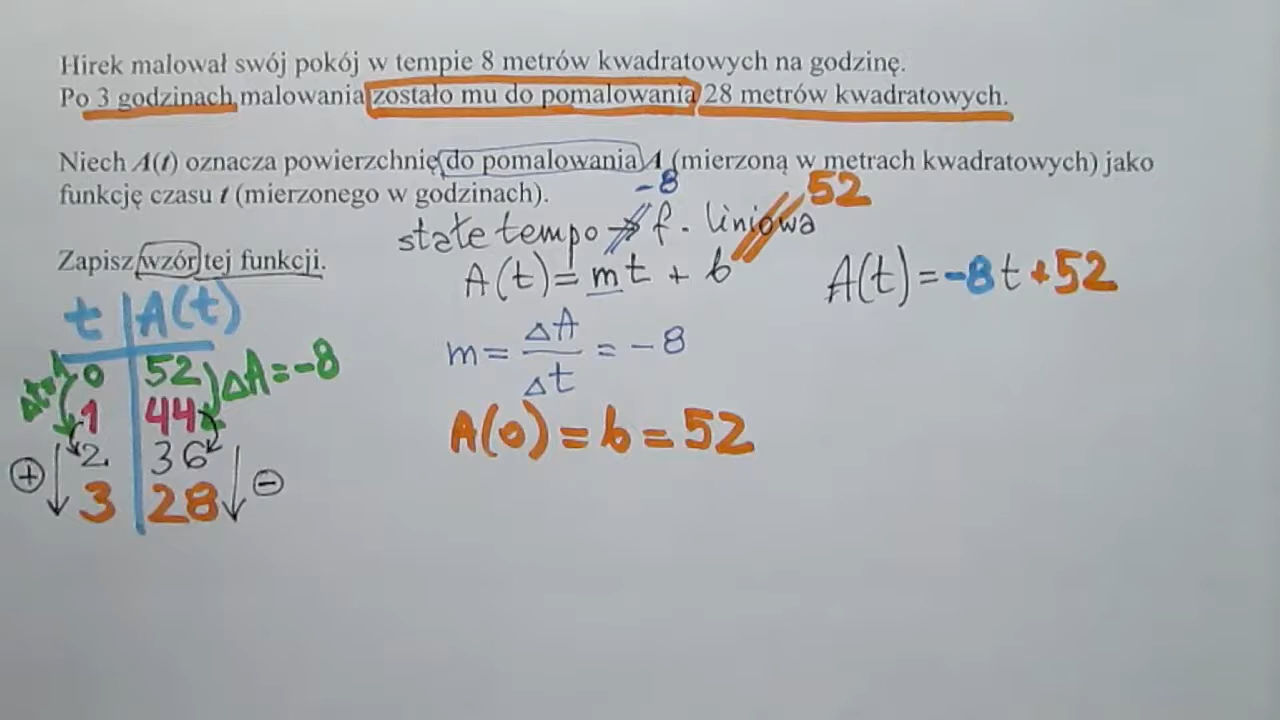 Hirek malował swój pokój w tempie 8 metrów kwadratowych na godzinę.
Po 3 godzinach malowania zostało mu do pomalowania 28 metrów kwadratowych.
Niech A(t) oznacza powierzchnię do pomalowania A (mierzoną w metrach kwadratowych) jako
funkcję czasu t (mierzonego w godzinach).
Zapisz wzór tej funkcji.
stałe tempo → f. liniowa
-8
52
A(t) = mt + b
A(t) = -8t +52
m = ΔA/Δt = -8
A(0) = b = 52
t A(t)
0 52
1 44
2 36
3 28
Δt=1
ΔA = -8
+
-